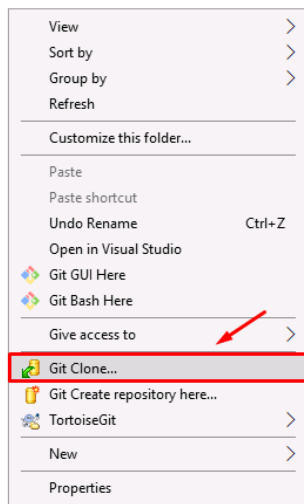 View
Sort by
Group by
Refresh
Customize this folder...
Paste
Paste shortcut
Undo Rename Ctrl+Z
Open in Visual Studio
Git GUI Here
Git Bash Here
Give access to
Git Clone...
Git Create repository here...
TortoiseGit
New
Properties